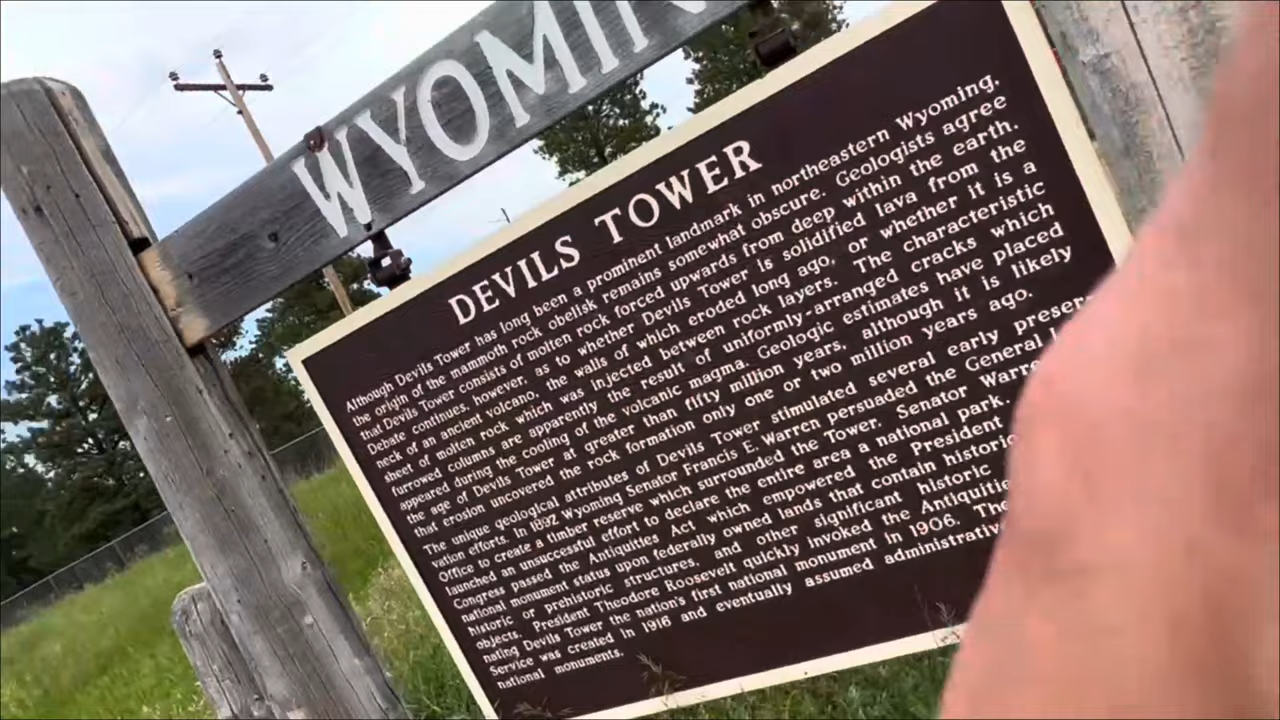 WYOMIN
DEVILS TOWER
Although Devils Tower has long been a prominent landmark in northeastern Wyoming,
the origin of the mammoth rock obelisk remains somewhat obscure. Geologists agree
that Devils Tower consists of molten rock forced upwards from deep within the earth.
Debate continues, however, as to whether Devils Tower is solidified lava from the
neck of an ancient volcano, the walls of which eroded long ago, or whether it is a
sheet of molten rock which was injected between rock layers. The characteristic
furrowed columns are apparently the result of uniformly-arranged cracks which
appeared during the cooling of the volcanic magma. Geologic estimates have placed
the age of Devils Tower at greater than fifty million years, although it is likely
that erosion uncovered the rock formation only one or two million years ago.
The unique geological attributes of Devils Tower stimulated several early preser
vation efforts. In 1892 Wyoming Senator Francis E. Warren persuaded the General
Office to create a timber reserve which surrounded the Tower. Senator Warre
launched an unsuccessful effort to declare the entire area a national park.
Congress passed the Antiquities Act which empowered the President
national monument status upon federally owned lands that contain historic
historic or prehistoric structures, and other significant historic
objects. President Theodore Roosevelt quickly invoked the Antiquitie
nating Devils Tower the nation's first national monument in 1906. The
Service was created in 1916 and eventually assumed administrativ
national monuments.